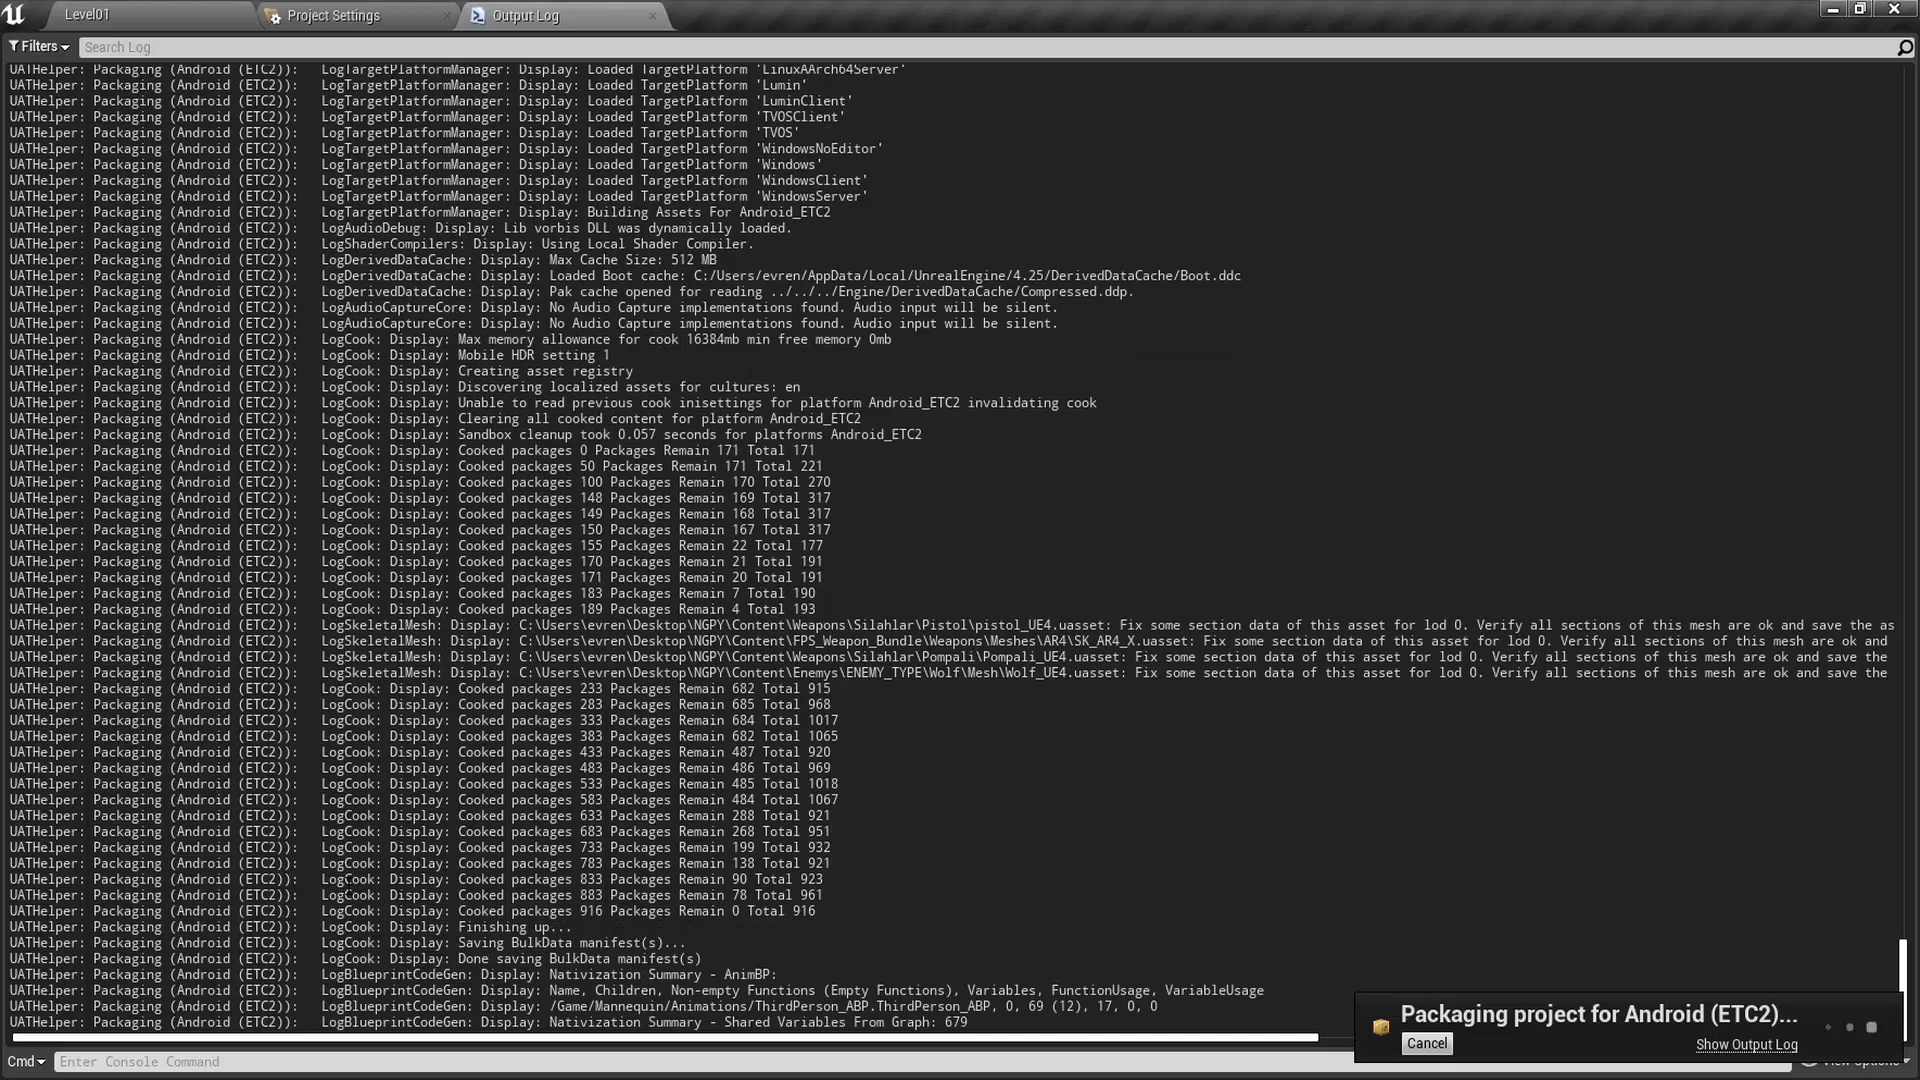 Level01
Project Settings
Output Log
Filters
Search Log
UATHelper: Packaging (Android (ETC2)):   LogTargetPlatformManager: Display: Loaded TargetPlatform 'LinuxAArch64Server'
UATHelper: Packaging (Android (ETC2)):   LogTargetPlatformManager: Display: Loaded TargetPlatform 'Lumin'
UATHelper: Packaging (Android (ETC2)):   LogTargetPlatformManager: Display: Loaded TargetPlatform 'LuminClient'
UATHelper: Packaging (Android (ETC2)):   LogTargetPlatformManager: Display: Loaded TargetPlatform 'TVOSClient'
UATHelper: Packaging (Android (ETC2)):   LogTargetPlatformManager: Display: Loaded TargetPlatform 'TVOS'
UATHelper: Packaging (Android (ETC2)):   LogTargetPlatformManager: Display: Loaded TargetPlatform 'WindowsNoEditor'
UATHelper: Packaging (Android (ETC2)):   LogTargetPlatformManager: Display: Loaded TargetPlatform 'Windows'
UATHelper: Packaging (Android (ETC2)):   LogTargetPlatformManager: Display: Loaded TargetPlatform 'WindowsClient'
UATHelper: Packaging (Android (ETC2)):   LogTargetPlatformManager: Display: Loaded TargetPlatform 'WindowsServer'
UATHelper: Packaging (Android (ETC2)):   LogTargetPlatformManager: Display: Building Assets For Android_ETC2
UATHelper: Packaging (Android (ETC2)):   LogAudioDebug: Display: Lib vorbis DLL was dynamically loaded.
UATHelper: Packaging (Android (ETC2)):   LogShaderCompilers: Display: Using Local Shader Compiler.
UATHelper: Packaging (Android (ETC2)):   LogDerivedDataCache: Display: Max Cache Size: 512 MB
UATHelper: Packaging (Android (ETC2)):   LogDerivedDataCache: Display: Loaded Boot cache: C:/Users/evren/AppData/Local/UnrealEngine/4.25/DerivedDataCache/Boot.ddc
UATHelper: Packaging (Android (ETC2)):   LogDerivedDataCache: Display: Pak cache opened for reading ../../../Engine/DerivedDataCache/Compressed.ddp.
UATHelper: Packaging (Android (ETC2)):   LogAudioCaptureCore: Display: No Audio Capture implementations found. Audio input will be silent.
UATHelper: Packaging (Android (ETC2)):   LogAudioCaptureCore: Display: No Audio Capture implementations found. Audio input will be silent.
UATHelper: Packaging (Android (ETC2)):   LogCook: Display: Max memory allowance for cook 16384mb min free memory 0mb
UATHelper: Packaging (Android (ETC2)):   LogCook: Display: Mobile HDR setting 1
UATHelper: Packaging (Android (ETC2)):   LogCook: Display: Creating asset registry
UATHelper: Packaging (Android (ETC2)):   LogCook: Display: Discovering localized assets for cultures: en
UATHelper: Packaging (Android (ETC2)):   LogCook: Display: Unable to read previous cook inisettings for platform Android_ETC2 invalidating cook
UATHelper: Packaging (Android (ETC2)):   LogCook: Display: Clearing all cooked content for platform Android_ETC2
UATHelper: Packaging (Android (ETC2)):   LogCook: Display: Sandbox cleanup took 0.057 seconds for platforms Android_ETC2
UATHelper: Packaging (Android (ETC2)):   LogCook: Display: Cooked packages 0 Packages Remain 171 Total 171
UATHelper: Packaging (Android (ETC2)):   LogCook: Display: Cooked packages 50 Packages Remain 171 Total 221
UATHelper: Packaging (Android (ETC2)):   LogCook: Display: Cooked packages 100 Packages Remain 170 Total 270
UATHelper: Packaging (Android (ETC2)):   LogCook: Display: Cooked packages 148 Packages Remain 169 Total 317
UATHelper: Packaging (Android (ETC2)):   LogCook: Display: Cooked packages 149 Packages Remain 168 Total 317
UATHelper: Packaging (Android (ETC2)):   LogCook: Display: Cooked packages 150 Packages Remain 167 Total 317
UATHelper: Packaging (Android (ETC2)):   LogCook: Display: Cooked packages 155 Packages Remain 22 Total 177
UATHelper: Packaging (Android (ETC2)):   LogCook: Display: Cooked packages 170 Packages Remain 21 Total 191
UATHelper: Packaging (Android (ETC2)):   LogCook: Display: Cooked packages 171 Packages Remain 20 Total 191
UATHelper: Packaging (Android (ETC2)):   LogCook: Display: Cooked packages 183 Packages Remain 7 Total 190
UATHelper: Packaging (Android (ETC2)):   LogCook: Display: Cooked packages 189 Packages Remain 4 Total 193
UATHelper: Packaging (Android (ETC2)):   LogSkeletalMesh: Display: C:\Users\evren\Desktop\NGPY\Content\Weapons\Silahlar\Pistol\pistol_UE4.uasset: Fix some section data of this asset for lod 0. Verify all sections of this mesh are ok and save the as
UATHelper: Packaging (Android (ETC2)):   LogSkeletalMesh: Display: C:\Users\evren\Desktop\NGPY\Content\FPS_Weapon_Bundle\Weapons\Meshes\AR4\SK_AR4_X.uasset: Fix some section data of this asset for lod 0. Verify all sections of this mesh are ok and
UATHelper: Packaging (Android (ETC2)):   LogSkeletalMesh: Display: C:\Users\evren\Desktop\NGPY\Content\Weapons\Silahlar\Pompali\Pompali_UE4.uasset: Fix some section data of this asset for lod 0. Verify all sections of this mesh are ok and save the
UATHelper: Packaging (Android (ETC2)):   LogSkeletalMesh: Display: C:\Users\evren\Desktop\NGPY\Content\Enemys\ENEMY_TYPE\Wolf\Mesh\Wolf_UE4.uasset: Fix some section data of this asset for lod 0. Verify all sections of this mesh are ok and save the
UATHelper: Packaging (Android (ETC2)):   LogCook: Display: Cooked packages 233 Packages Remain 682 Total 915
UATHelper: Packaging (Android (ETC2)):   LogCook: Display: Cooked packages 283 Packages Remain 685 Total 968
UATHelper: Packaging (Android (ETC2)):   LogCook: Display: Cooked packages 333 Packages Remain 684 Total 1017
UATHelper: Packaging (Android (ETC2)):   LogCook: Display: Cooked packages 383 Packages Remain 682 Total 1065
UATHelper: Packaging (Android (ETC2)):   LogCook: Display: Cooked packages 433 Packages Remain 487 Total 920
UATHelper: Packaging (Android (ETC2)):   LogCook: Display: Cooked packages 483 Packages Remain 486 Total 969
UATHelper: Packaging (Android (ETC2)):   LogCook: Display: Cooked packages 533 Packages Remain 485 Total 1018
UATHelper: Packaging (Android (ETC2)):   LogCook: Display: Cooked packages 583 Packages Remain 484 Total 1067
UATHelper: Packaging (Android (ETC2)):   LogCook: Display: Cooked packages 633 Packages Remain 288 Total 921
UATHelper: Packaging (Android (ETC2)):   LogCook: Display: Cooked packages 683 Packages Remain 268 Total 951
UATHelper: Packaging (Android (ETC2)):   LogCook: Display: Cooked packages 733 Packages Remain 199 Total 932
UATHelper: Packaging (Android (ETC2)):   LogCook: Display: Cooked packages 783 Packages Remain 138 Total 921
UATHelper: Packaging (Android (ETC2)):   LogCook: Display: Cooked packages 833 Packages Remain 90 Total 923
UATHelper: Packaging (Android (ETC2)):   LogCook: Display: Cooked packages 883 Packages Remain 78 Total 961
UATHelper: Packaging (Android (ETC2)):   LogCook: Display: Cooked packages 916 Packages Remain 0 Total 916
UATHelper: Packaging (Android (ETC2)):   LogCook: Display: Finishing up...
UATHelper: Packaging (Android (ETC2)):   LogCook: Display: Saving BulkData manifest(s)...
UATHelper: Packaging (Android (ETC2)):   LogCook: Display: Done saving BulkData manifest(s)
UATHelper: Packaging (Android (ETC2)):   LogBlueprintCodeGen: Display: Nativization Summary - AnimBP:
UATHelper: Packaging (Android (ETC2)):   LogBlueprintCodeGen: Display: Name, Children, Non-empty Functions (Empty Functions), Variables, FunctionUsage, VariableUsage
UATHelper: Packaging (Android (ETC2)):   LogBlueprintCodeGen: Display: /Game/Mannequin/Animations/ThirdPerson_ABP.ThirdPerson_ABP, 0, 69 (12), 17, 0, 0
UATHelper: Packaging (Android (ETC2)):   LogBlueprintCodeGen: Display: Nativization Summary - Shared Variables From Graph: 679
Packaging project for Android (ETC2)...
Cancel
Show Output Log
Cmd
Enter Console Command